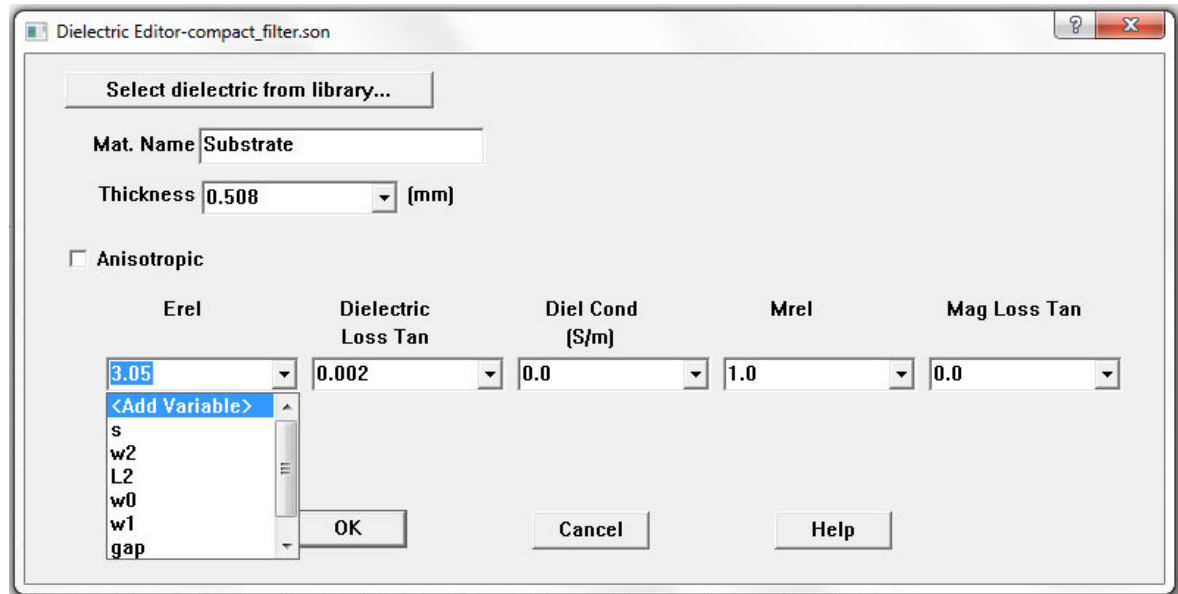 Dielectric Editor-compact_filter.son
Select dielectric from library...
Mat. Name Substrate
Thickness 0.508 (mm)
Anisotropic
Erel Dielectric Diel Cond Mrel Mag Loss Tan
Loss Tan (S/m)
3.05 0.002 0.0 1.0 0.0
<Add Variable>
s
w2
L2
w0
w1
gap
OK Cancel Help